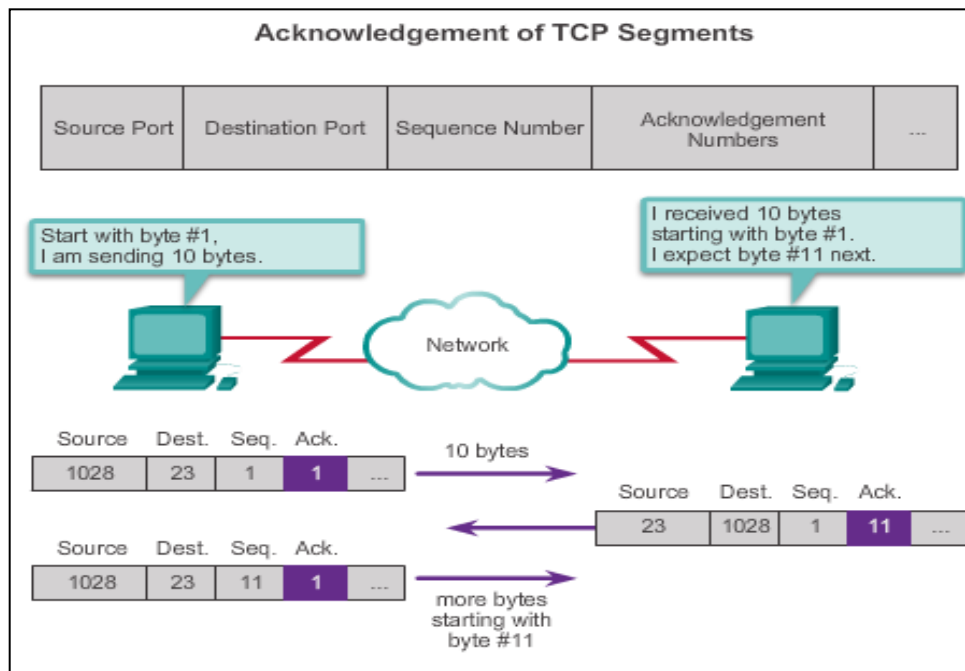 Acknowledgement of TCP Segments
Source Port Destination Port Sequence Number Acknowledgement Numbers ...
Start with byte #1,
I am sending 10 bytes.
I received 10 bytes
starting with byte #1.
I expect byte #11 next.
Network
Source Dest. Seq. Ack.
1028 23 1 1 ...
10 bytes
Source Dest. Seq. Ack.
23 1028 1 11 ...
Source Dest. Seq. Ack.
1028 23 11 1 ...
more bytes
starting with
byte #11